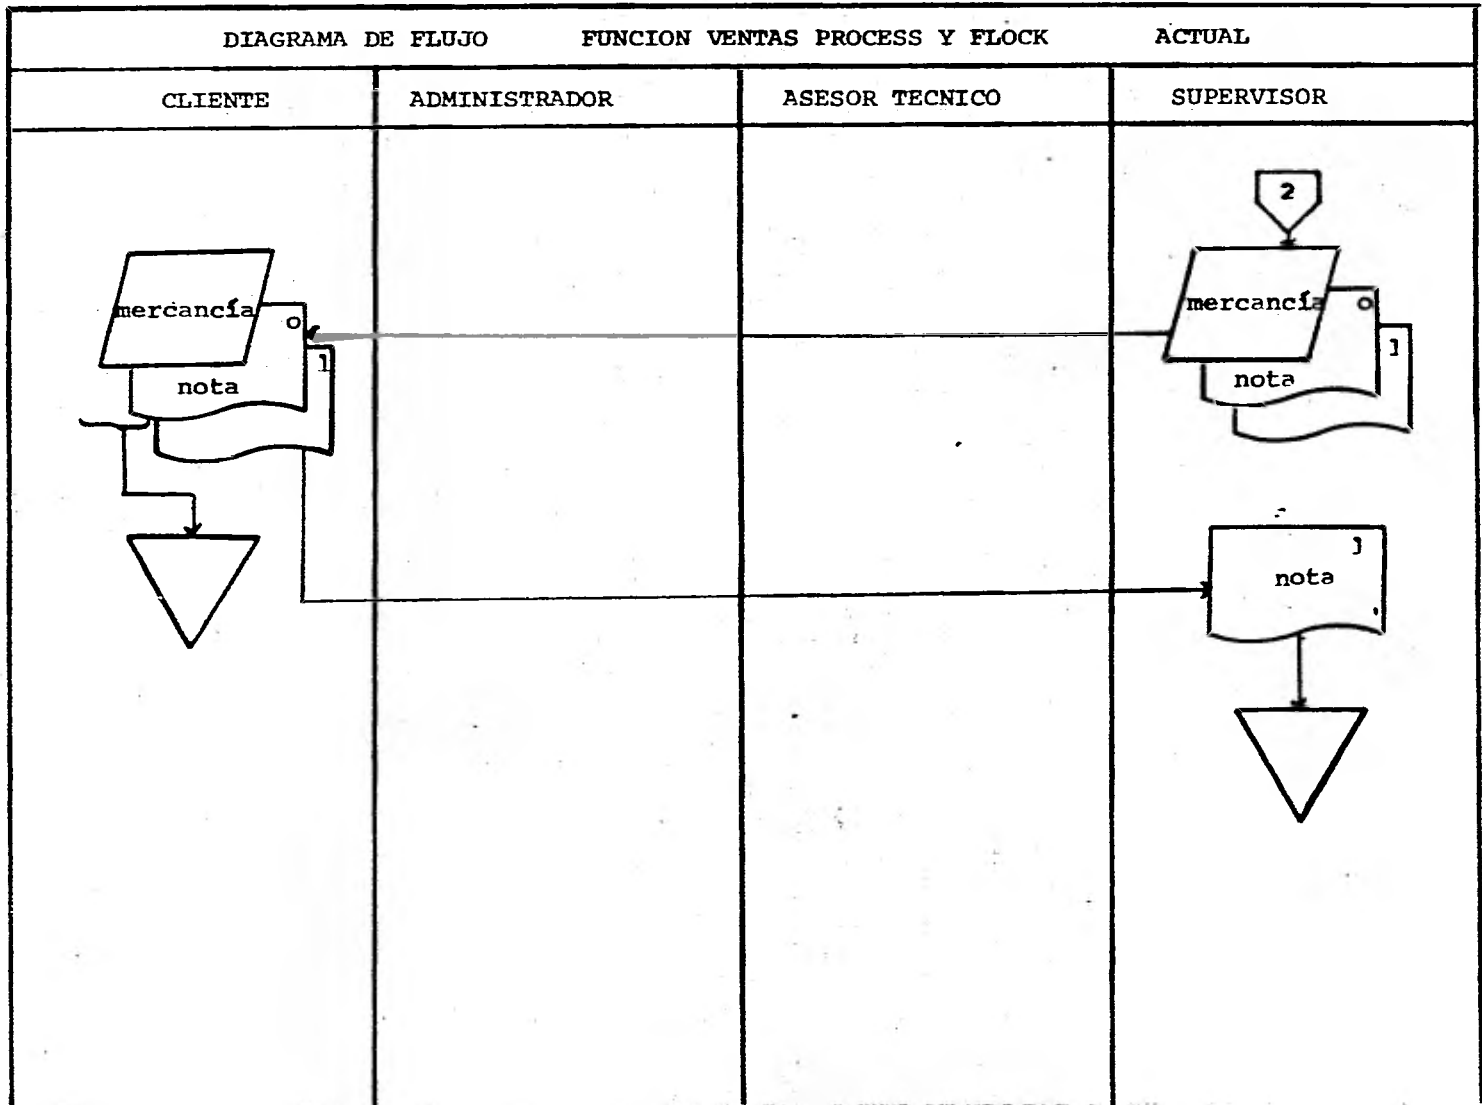 DIAGRAMA DE FLUJO FUNCION VENTAS PROCESS Y FLOCK ACTUAL
CLIENTE ADMINISTRADOR ASESOR TECNICO SUPERVISOR
2
mercancía o
1
nota
mercancía o
1
nota
1
nota